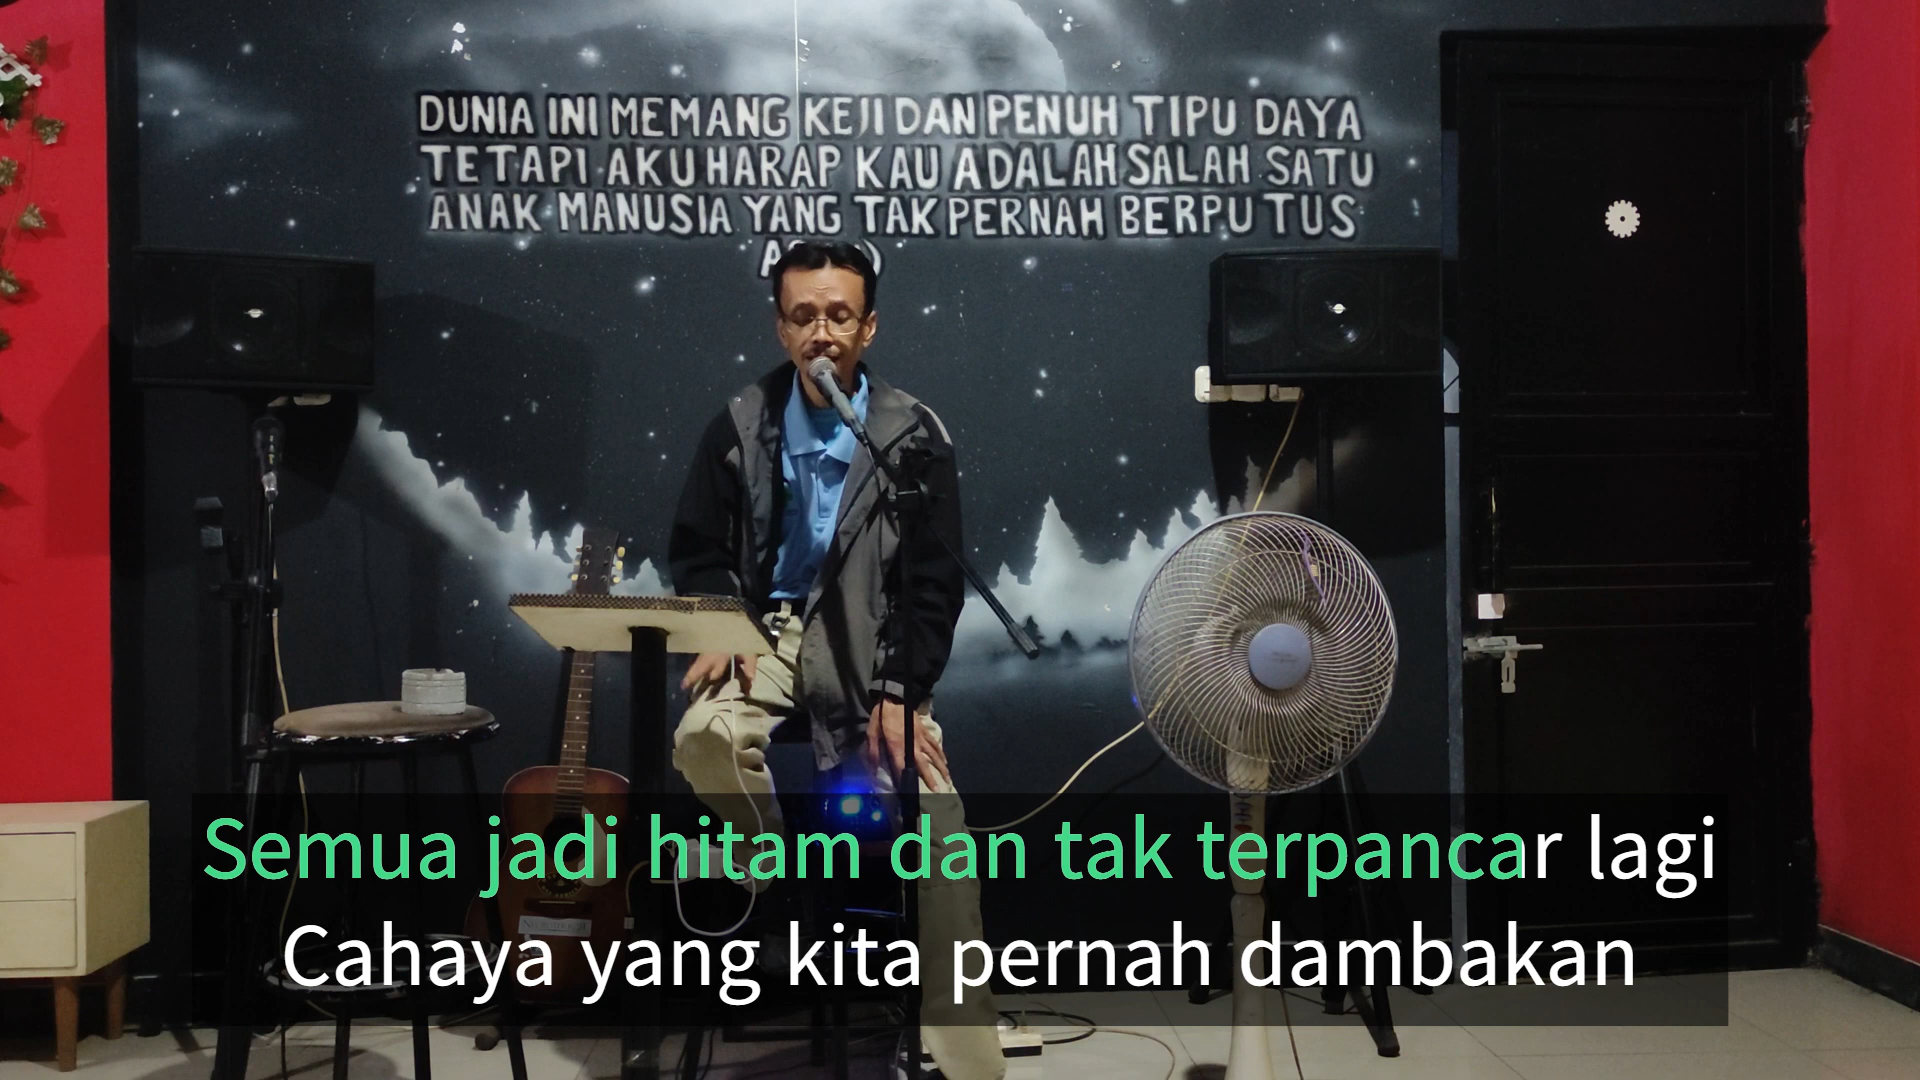 DUNIA INI MEMANG KEJI DAN PENUH TIPU DAYA
TETAPI AKU HARAP KAU ADALAH SALAH SATU
ANAK MANUSIA YANG TAK PERNAH BERPUTUS
Semua jadi hitam dan tak terpancar lagi
Cahaya yang kita pernah dambakan